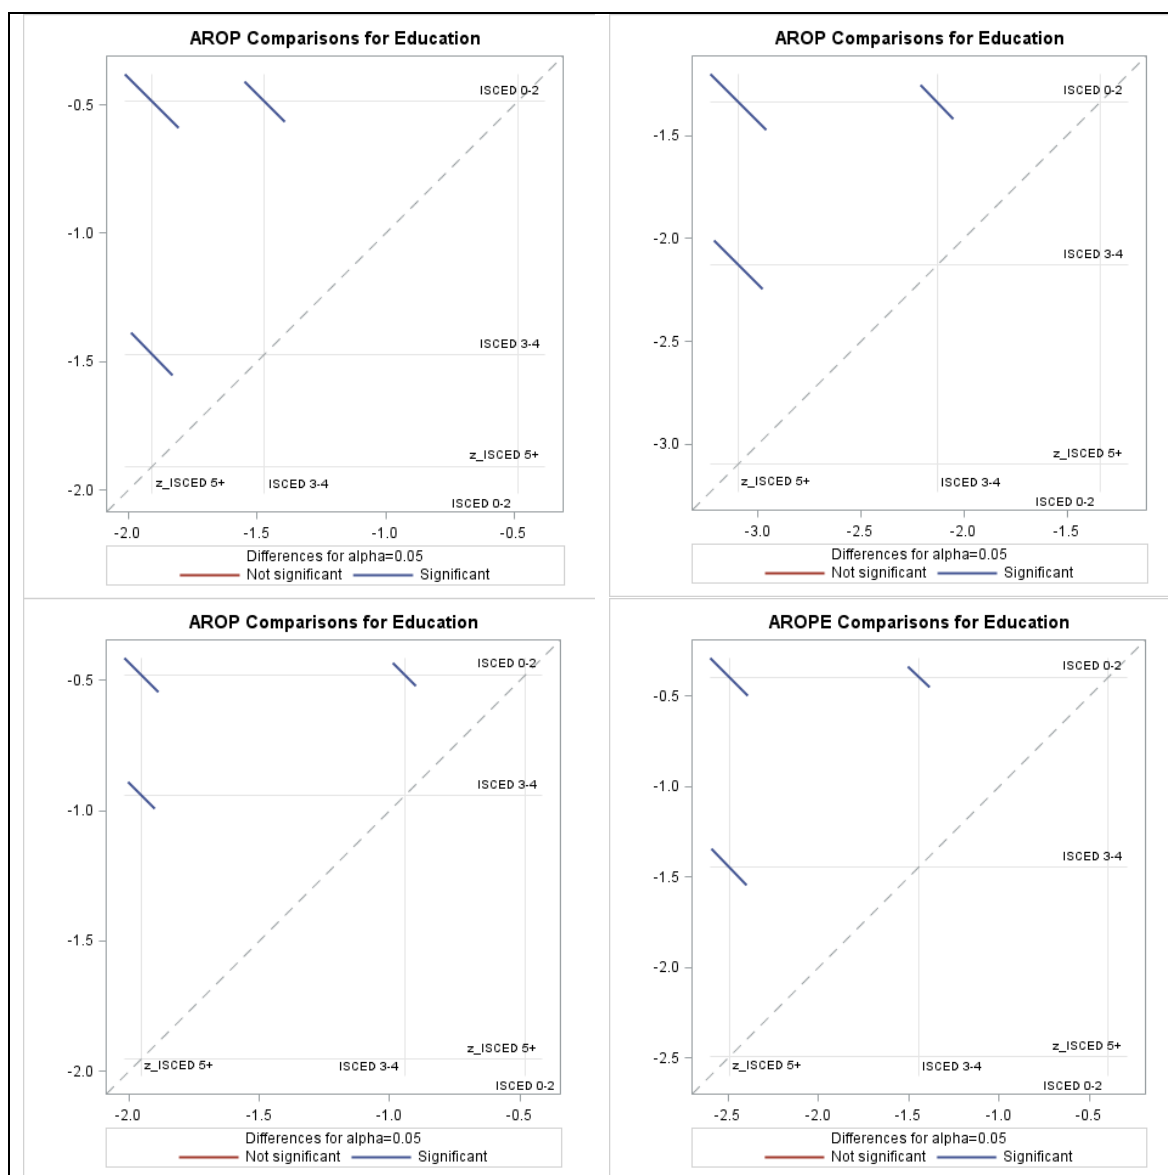 AROP Comparisons for Education
ISCED 0-2
-0.5
-1.0
ISCED 3-4
-1.5
z_ISCED 5+
z_ISCED 5+ ISCED 3-4
-2.0
ISCED 0-2
-2.0 -1.5 -1.0 -0.5
Differences for alpha=0.05
Not significant Significant
AROP Comparisons for Education
ISCED 0-2
-1.5
-2.0
ISCED 3-4
-2.5
-3.0
z_ISCED 5+
z_ISCED 5+ ISCED 3-4
ISCED 0-2
-3.0 -2.5 -2.0 -1.5
Differences for alpha=0.05
Not significant Significant
AROP Comparisons for Education
ISCED 0-2
-0.5
ISCED 3-4
-1.0
-1.5
z_ISCED 5+
z_ISCED 5+ ISCED 3-4
-2.0
ISCED 0-2
-2.0 -1.5 -1.0 -0.5
Differences for alpha=0.05
Not significant Significant
AROPE Comparisons for Education
ISCED 0-2
-0.5
-1.0
ISCED 3-4
-1.5
-2.0
z_ISCED 5+
-2.5
z_ISCED 5+ ISCED 3-4
ISCED 0-2
-2.5 -2.0 -1.5 -1.0 -0.5
Differences for alpha=0.05
Not significant Significant